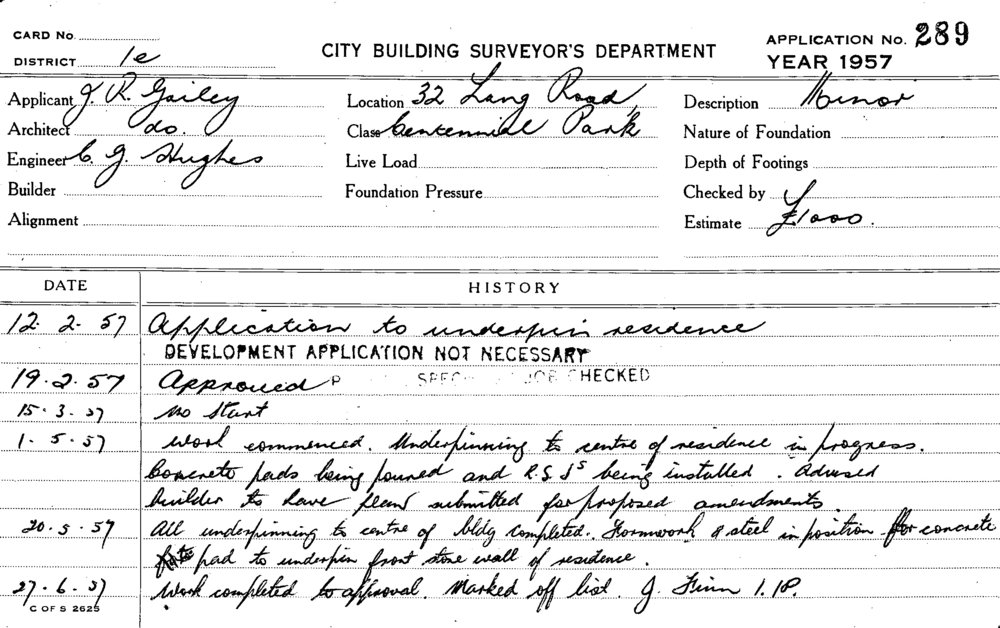 CARD No.
DISTRICT 1e
CITY BUILDING SURVEYOR'S DEPARTMENT
APPLICATION No. 289
YEAR 1957
Applicant J. R. Gailey
Architect do.
Engineer C. G. Hughes
Builder
Alignment
Location 32 Lang Road,
Class Centennial Park
Live Load
Foundation Pressure
Description Minor
Nature of Foundation
Depth of Footings
Checked by
Estimate £1000.
DATE HISTORY
12. 2. 57 Application to underpin residence
DEVELOPMENT APPLICATION NOT NECESSARY
19. 2. 57 Approved P SPEC JOB CHECKED
15. 3. 57 No Start
1. 5. 57 Work commenced. Underpinning to centre of residence in progress.
Concrete pads being poured and R.S.Js being installed. Advised
builder to have plans submitted for proposed amendments
20. 5. 57 All underpinning to centre of bldg completed. Formwork & steel in position for concrete
pad to underpin front stone wall of residence.
27. 6. 57 Work completed to approval. Marked off list. J. Finn
C OF S 2625